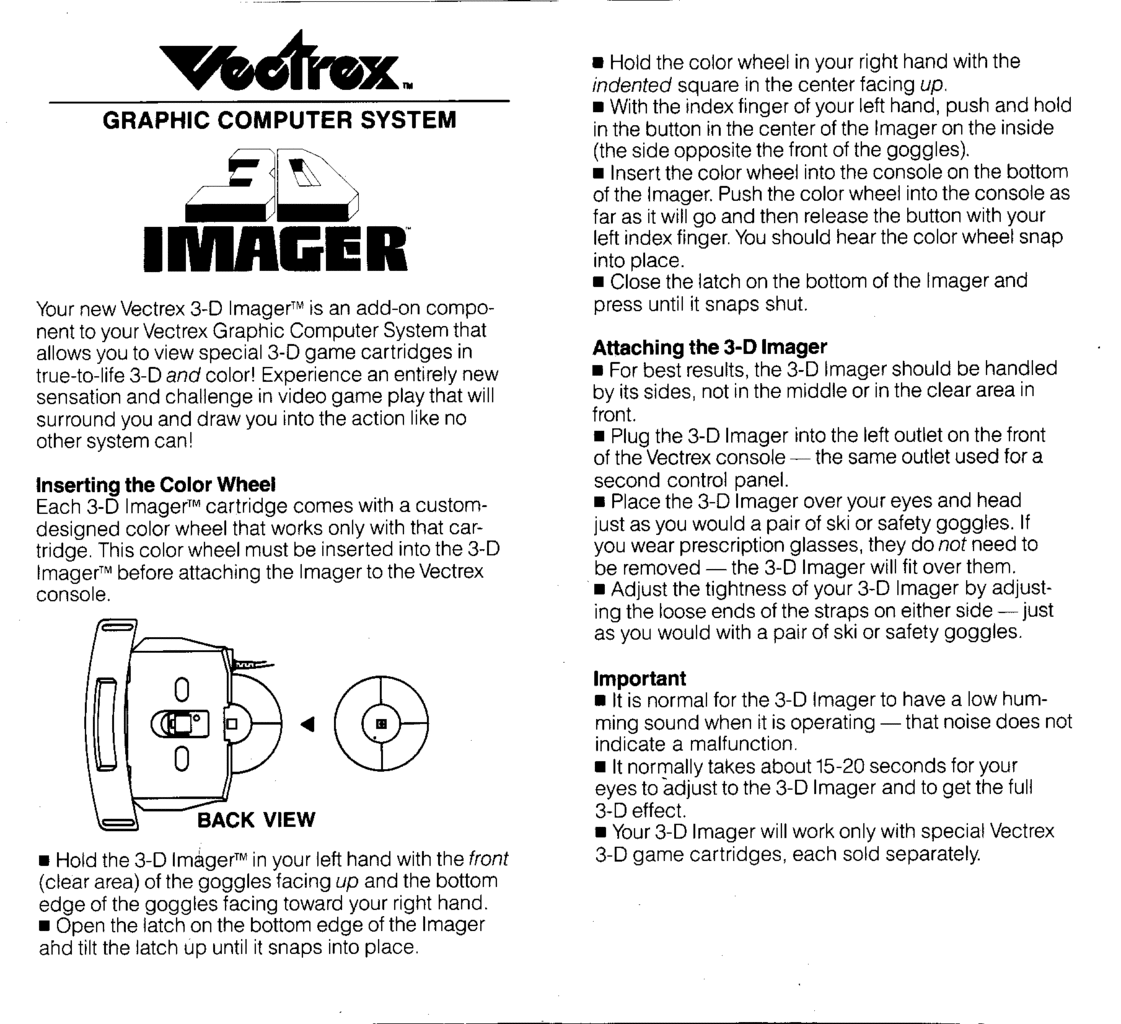 Vectrex™
GRAPHIC COMPUTER SYSTEM
3D
IMAGER™
Your new Vectrex 3-D Imager™ is an add-on compo-
nent to your Vectrex Graphic Computer System that
allows you to view special 3-D game cartridges in
true-to-life 3-D and color! Experience an entirely new
sensation and challenge in video game play that will
surround you and draw you into the action like no
other system can!
Inserting the Color Wheel
Each 3-D Imager™ cartridge comes with a custom-
designed color wheel that works only with that car-
tridge. This color wheel must be inserted into the 3-D
Imager™ before attaching the Imager to the Vectrex
console.
BACK VIEW
■ Hold the 3-D Imager™ in your left hand with the front
(clear area) of the goggles facing up and the bottom
edge of the goggles facing toward your right hand.
■ Open the latch on the bottom edge of the Imager
and tilt the latch up until it snaps into place.
■ Hold the color wheel in your right hand with the
indented square in the center facing up.
■ With the index finger of your left hand, push and hold
in the button in the center of the Imager on the inside
(the side opposite the front of the goggles).
■ Insert the color wheel into the console on the bottom
of the Imager. Push the color wheel into the console as
far as it will go and then release the button with your
left index finger. You should hear the color wheel snap
into place.
■ Close the latch on the bottom of the Imager and
press until it snaps shut.
Attaching the 3-D Imager
■ For best results, the 3-D Imager should be handled
by its sides, not in the middle or in the clear area in
front.
■ Plug the 3-D Imager into the left outlet on the front
of the Vectrex console — the same outlet used for a
second control panel.
■ Place the 3-D Imager over your eyes and head
just as you would a pair of ski or safety goggles. If
you wear prescription glasses, they do not need to
be removed — the 3-D Imager will fit over them.
■ Adjust the tightness of your 3-D Imager by adjust-
ing the loose ends of the straps on either side — just
as you would with a pair of ski or safety goggles.
Important
■ It is normal for the 3-D Imager to have a low hum-
ming sound when it is operating — that noise does not
indicate a malfunction.
■ It normally takes about 15-20 seconds for your
eyes to adjust to the 3-D Imager and to get the full
3-D effect.
■ Your 3-D Imager will work only with special Vectrex
3-D game cartridges, each sold separately.